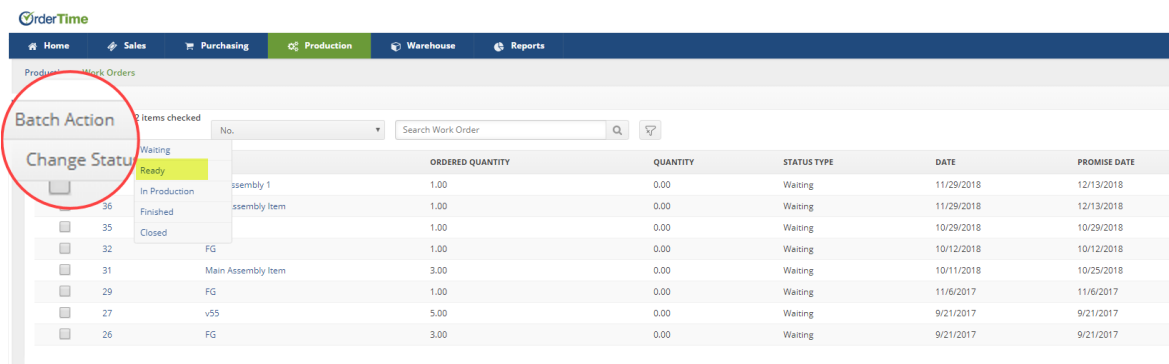 OrderTime
Home Sales Purchasing Production Warehouse Reports
Work Orders
Batch Action 2 items checked No. Search Work Order
Change Status
Waiting
Ready
In Production
Finished
Closed
ORDERED QUANTITY QUANTITY STATUS TYPE DATE PROMISE DATE
1 1.00 0.00 Waiting 11/29/2018 12/13/2018
36 Item 1.00 0.00 Waiting 11/29/2018 12/13/2018
35 1.00 0.00 Waiting 10/29/2018 10/29/2018
32 FG 1.00 0.00 Waiting 10/12/2018 10/12/2018
31 Main Assembly Item 3.00 0.00 Waiting 10/11/2018 10/25/2018
29 FG 1.00 0.00 Waiting 11/6/2017 11/6/2017
27 v55 5.00 0.00 Waiting 9/21/2017 9/21/2017
26 FG 3.00 0.00 Waiting 9/21/2017 9/21/2017